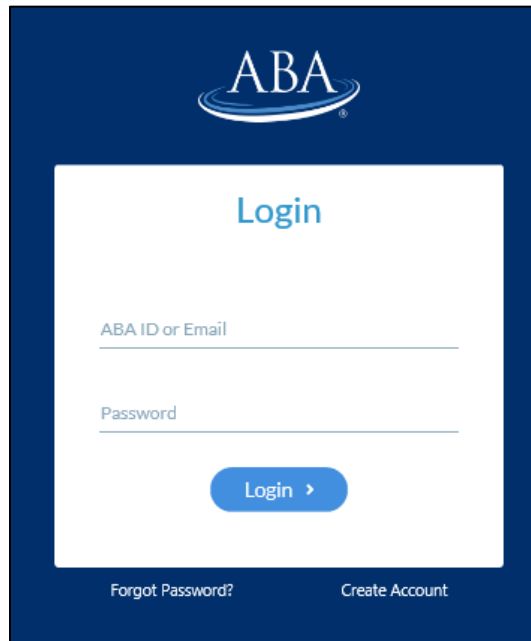 ABA
®
Login
ABA ID or Email
Password
Login ›
Forgot Password? Create Account